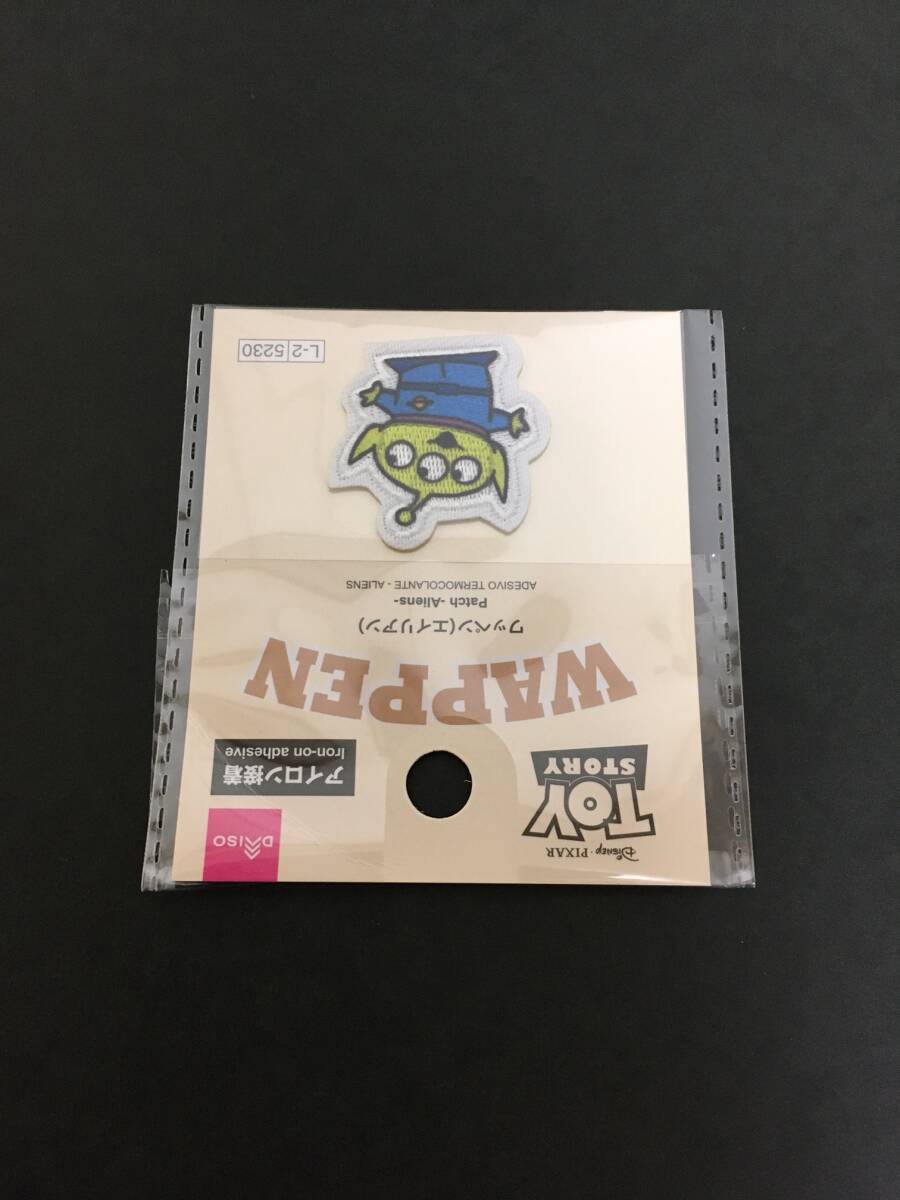 Disney · PIXAR
TOY
STORY
DAISO
アイロン接着
Iron-on adhesive
WAPPEN
ワッペン(エイリアン)
Patch -Aliens-
ADESIVO TERMOCOLANTE - ALIENS
L-2 5230